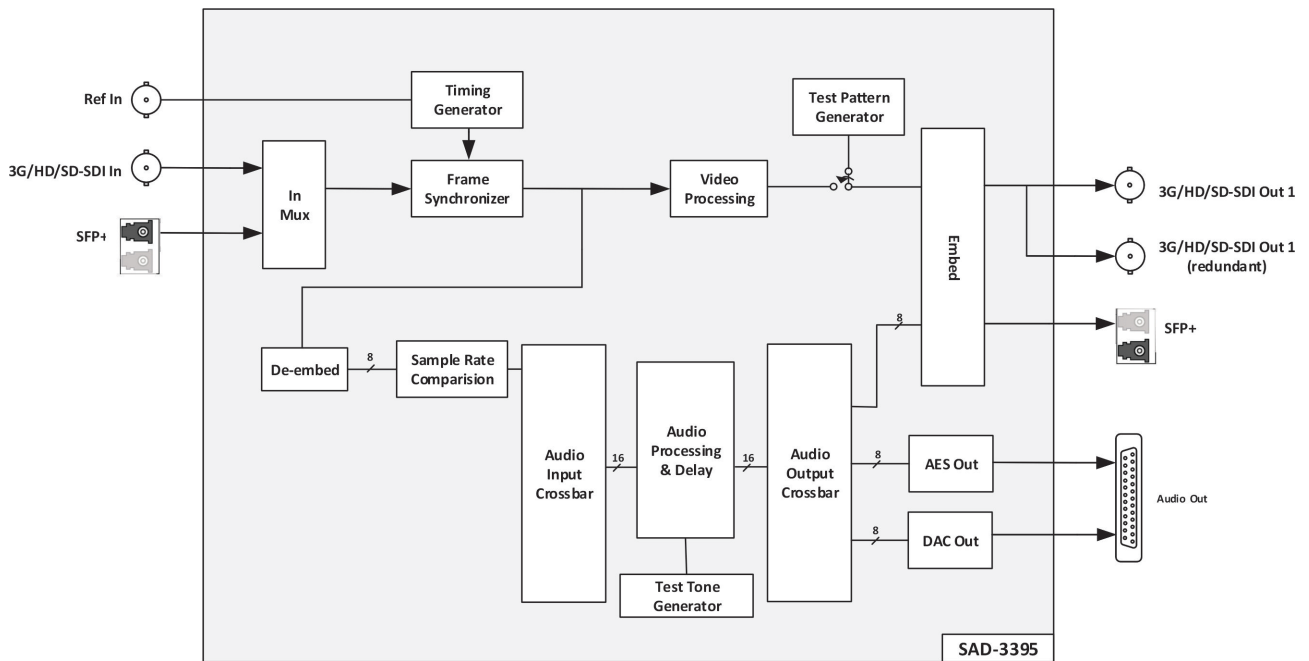 Ref In
Timing
Generator
Test Pattern
Generator
3G/HD/SD-SDI In
In
Mux
Frame
Synchronizer
Video
Processing
3G/HD/SD-SDI Out 1
SFP+
Embed
3G/HD/SD-SDI Out 1
(redundant)
8
SFP+
De-embed
8
Sample Rate
Comparision
Audio
Input
Crossbar
16
Audio
Processing
& Delay
16
Audio
Output
Crossbar
8
AES Out
Audio Out
8
DAC Out
Test Tone
Generator
SAD-3395